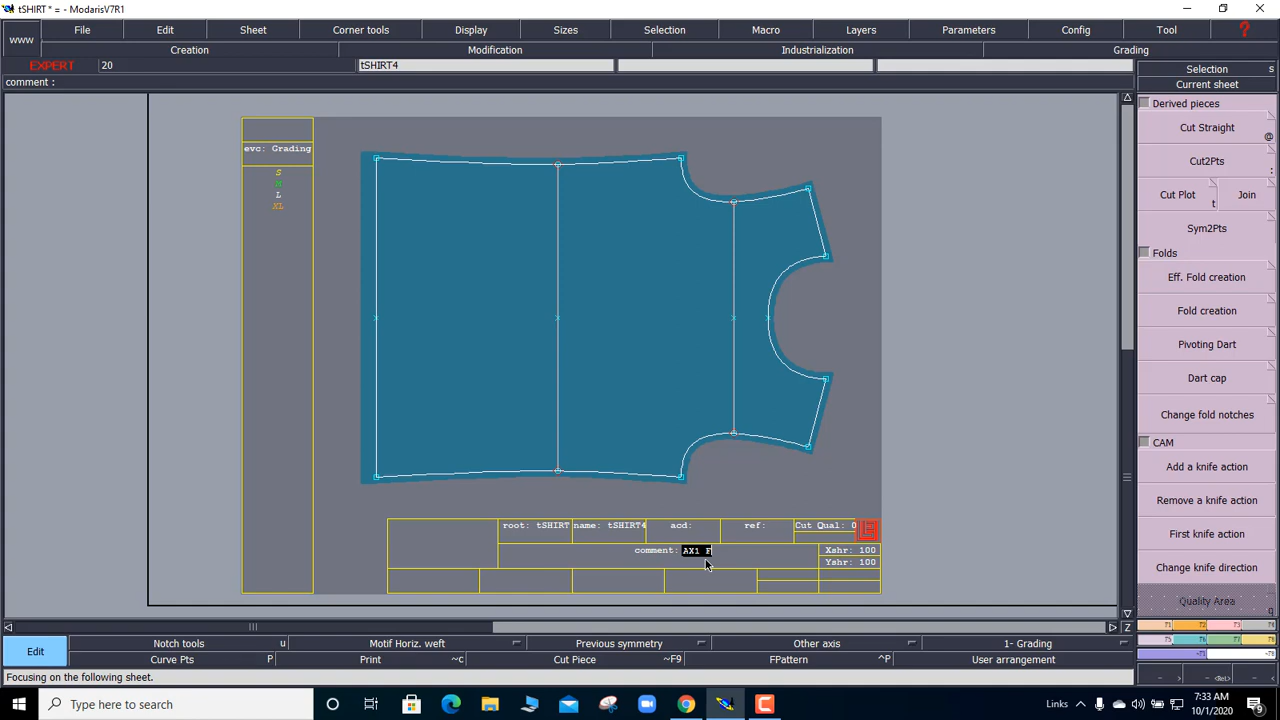 tSHIRT * = - ModarisV7R1
www
File
Edit
Sheet
Corner tools
Display
Sizes
Selection
Macro
Layers
Parameters
Config
Tool
?
Creation
Modification
Industrialization
Grading
EXPERT
20
tSHIRT4
comment :
Selection s
Current sheet
Derived pieces
Cut Straight @
Cut2Pts :
Cut Plot t
Join
Sym2Pts
Folds
Eff. Fold creation
Fold creation
Pivoting Dart
Dart cap
Change fold notches
CAM
Add a knife action
Remove a knife action
First knife action
Change knife direction
Quality Area q
evc: Grading
S
M
L
XL
root: tSHIRT
name: tSHIRT4
acd:
ref:
Cut Qual: 0
comment: AX1 F
Xshr: 100
Yshr: 100
Z
Edit
Notch tools u
Motif Horiz. weft
Previous symmetry
Other axis
1- Grading
Curve Pts P
Print ~c
Cut Piece ~F9
FPattern ^P
User arrangement
Focusing on the following sheet.
Type here to search
Links
7:33 AM
10/1/2020